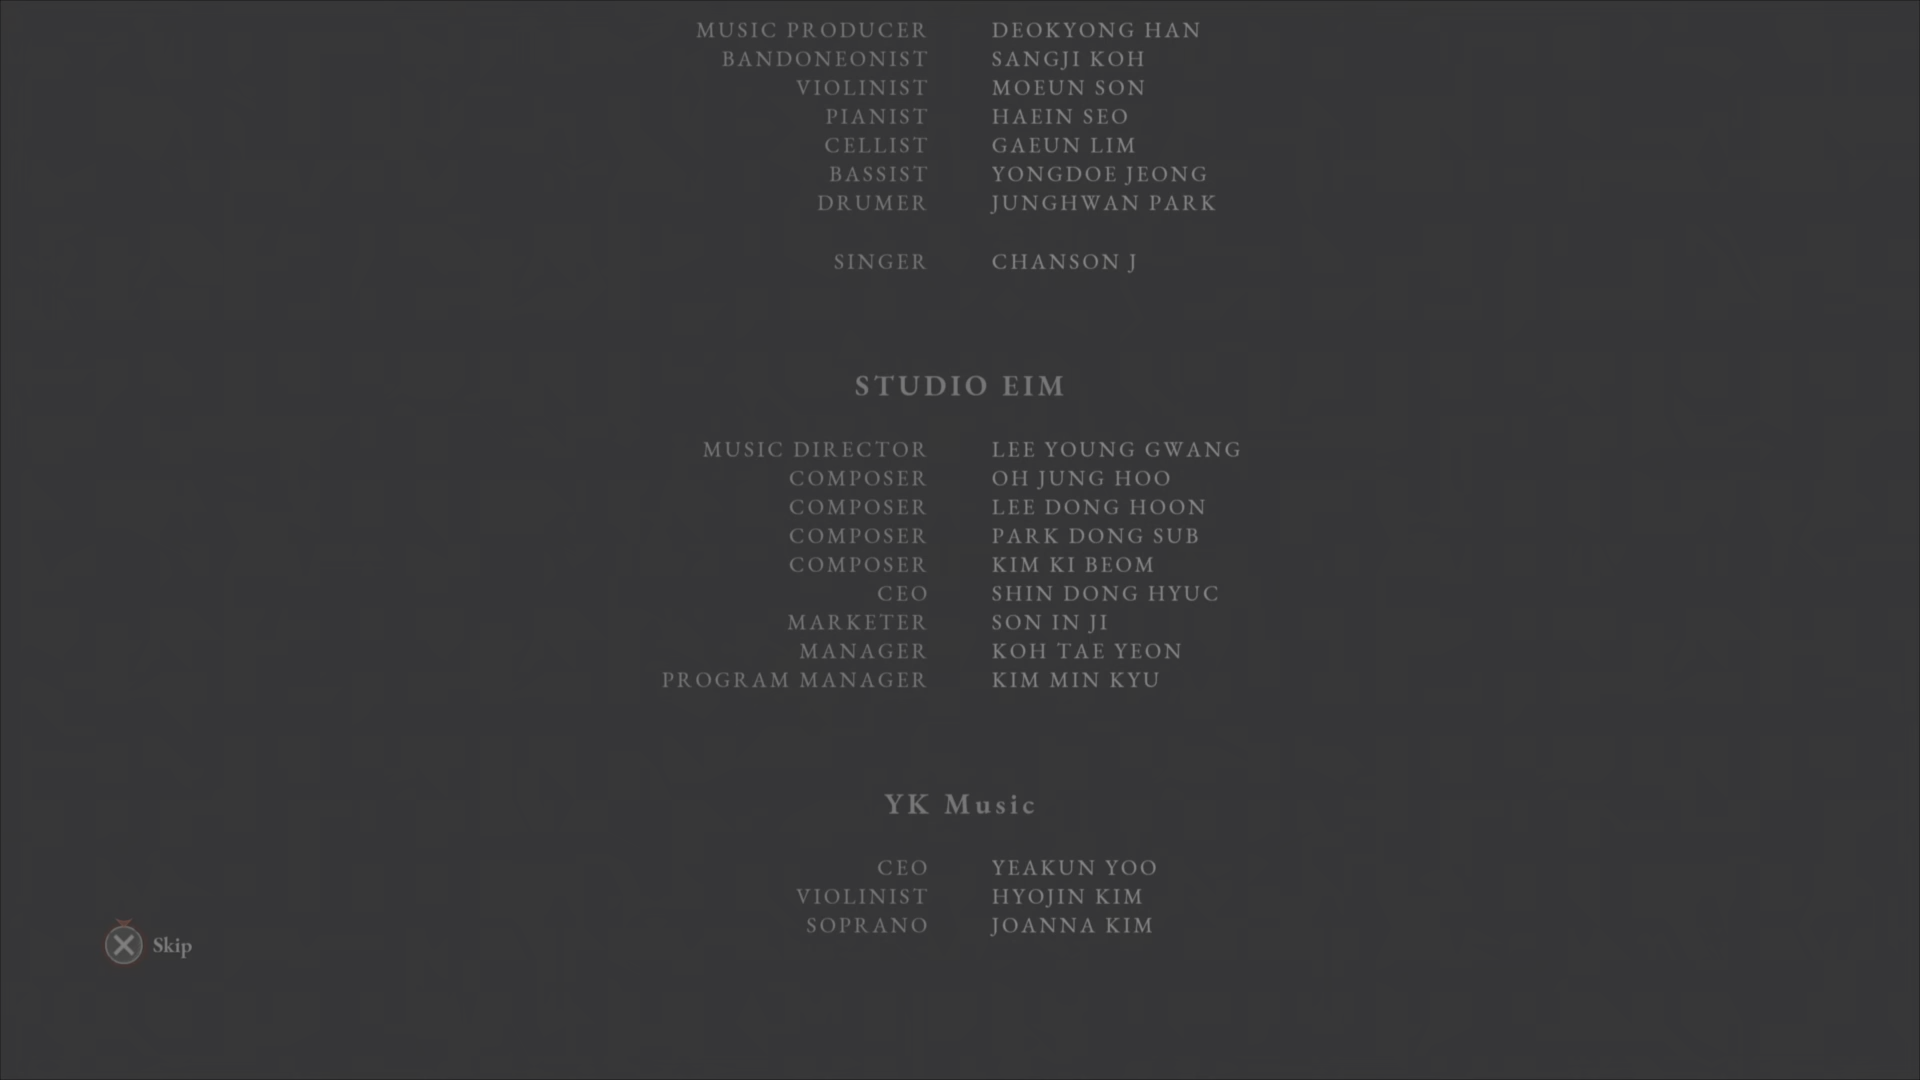 MUSIC PRODUCER DEOKYONG HAN
BANDONEONIST SANGJI KOH
VIOLINIST MOEUN SON
PIANIST HAEIN SEO
CELLIST GAEUN LIM
BASSIST YONGDOE JEONG
DRUMER JUNGHWAN PARK
SINGER CHANSON J
STUDIO EIM
MUSIC DIRECTOR LEE YOUNG GWANG
COMPOSER OH JUNG HOO
COMPOSER LEE DONG HOON
COMPOSER PARK DONG SUB
COMPOSER KIM KI BEOM
CEO SHIN DONG HYUC
MARKETER SON IN JI
MANAGER KOH TAE YEON
PROGRAM MANAGER KIM MIN KYU
YK Music
CEO YEAKUN YOO
VIOLINIST HYOJIN KIM
SOPRANO JOANNA KIM
Skip